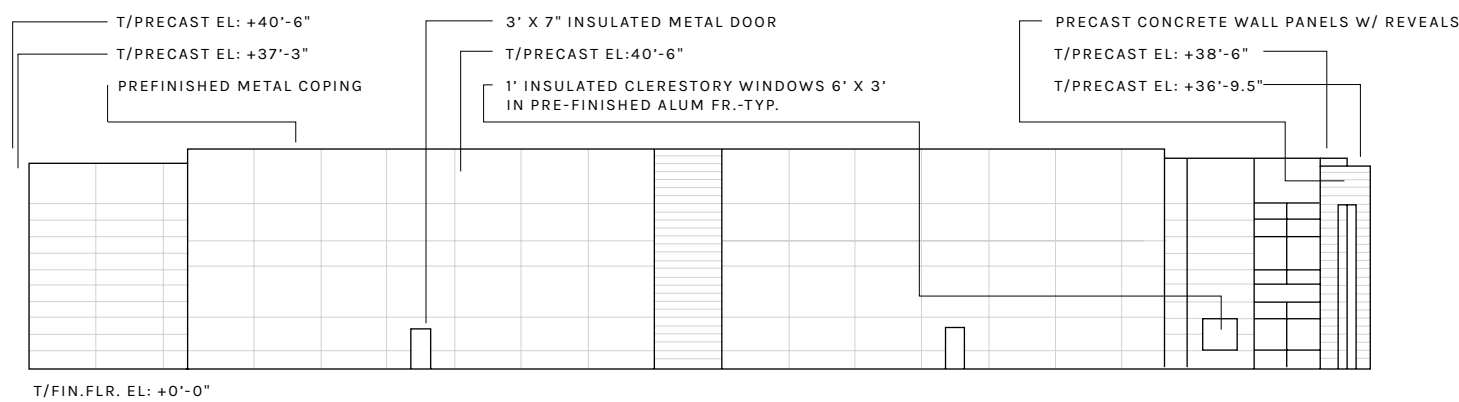 T/PRECAST EL: +40’-6"
T/PRECAST EL: +37’-3"
PREFINISHED METAL COPING
3’ X 7" INSULATED METAL DOOR
T/PRECAST EL:40’-6"
1’ INSULATED CLERESTORY WINDOWS 6’ X 3’
IN PRE-FINISHED ALUM FR.-TYP.
PRECAST CONCRETE WALL PANELS W/ REVEALS
T/PRECAST EL: +38’-6"
T/PRECAST EL: +36’-9.5"
T/FIN.FLR. EL: +0’-0"